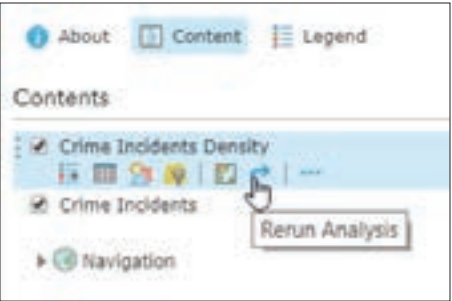 About Content Legend
Contents
Crime Incidents Density
Crime Incidents
Rerun Analysis
Navigation